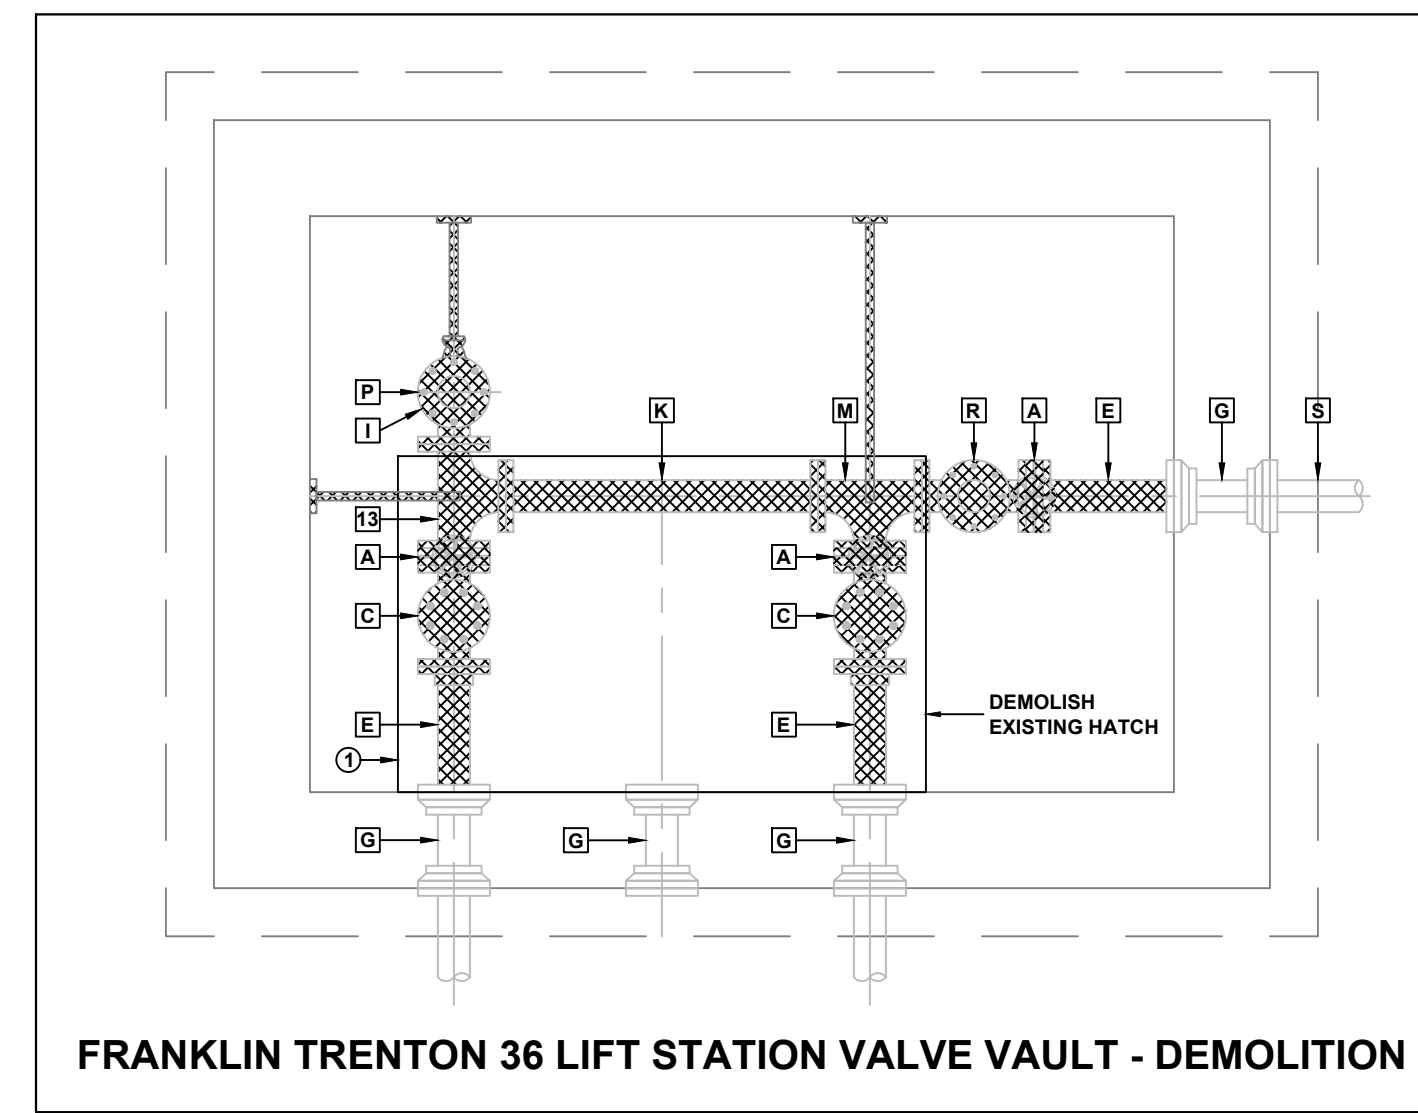 P
I
K
M
R
A
E
G
S
13
A
A
C
C
E
E
DEMOLISH
EXISTING HATCH
1
G
G
G
FRANKLIN TRENTON 36 LIFT STATION VALVE VAULT - DEMOLITION